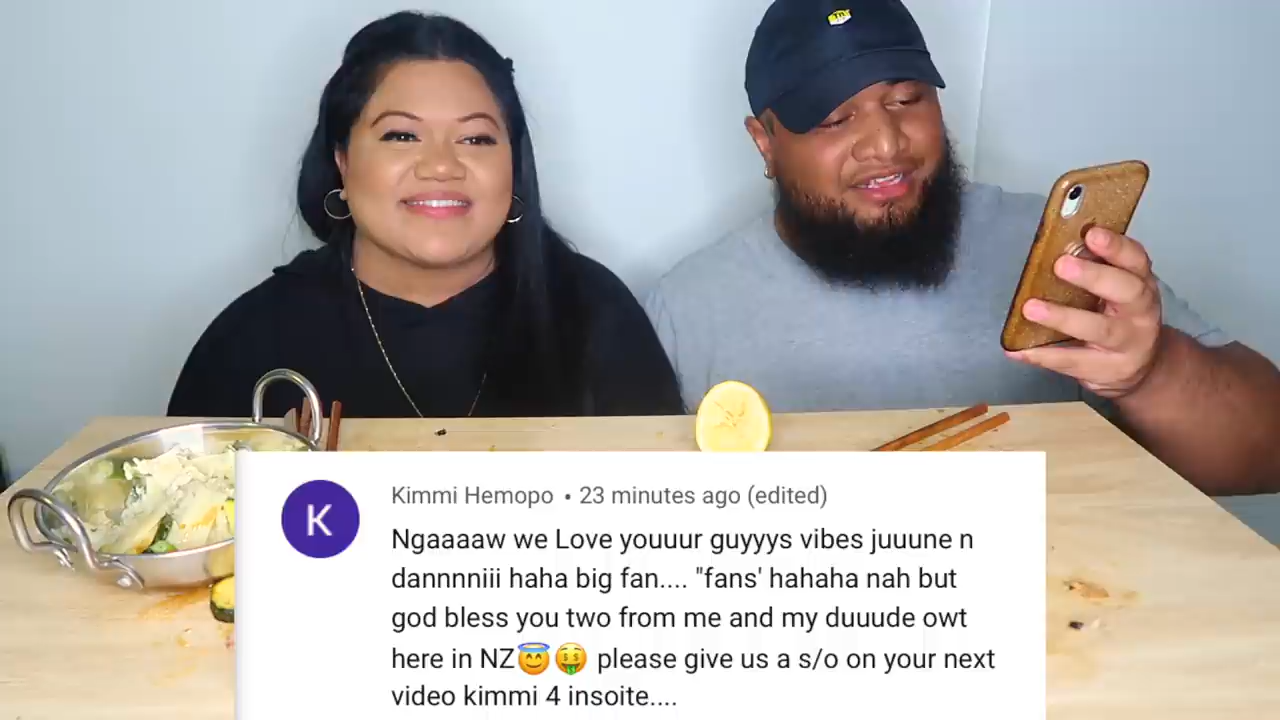 K
Kimmi Hemopo • 23 minutes ago (edited)
Ngaaaaw we Love youuur guyyys vibes juuune n
dannnniii haha big fan.... "fans' hahaha nah but
god bless you two from me and my duuude owt
here in NZ😇🤑 please give us a s/o on your next
video kimmi 4 insoite....